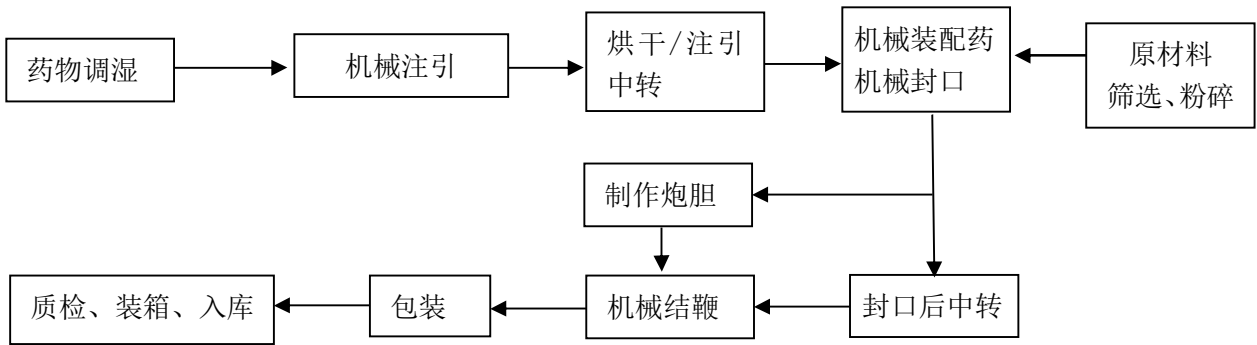 药物调湿
机械注引
烘干/注引
中转
机械装配药
机械封口
原材料
筛选、粉碎
制作炮胆
质检、装箱、入库
包装
机械结鞭
封口后中转